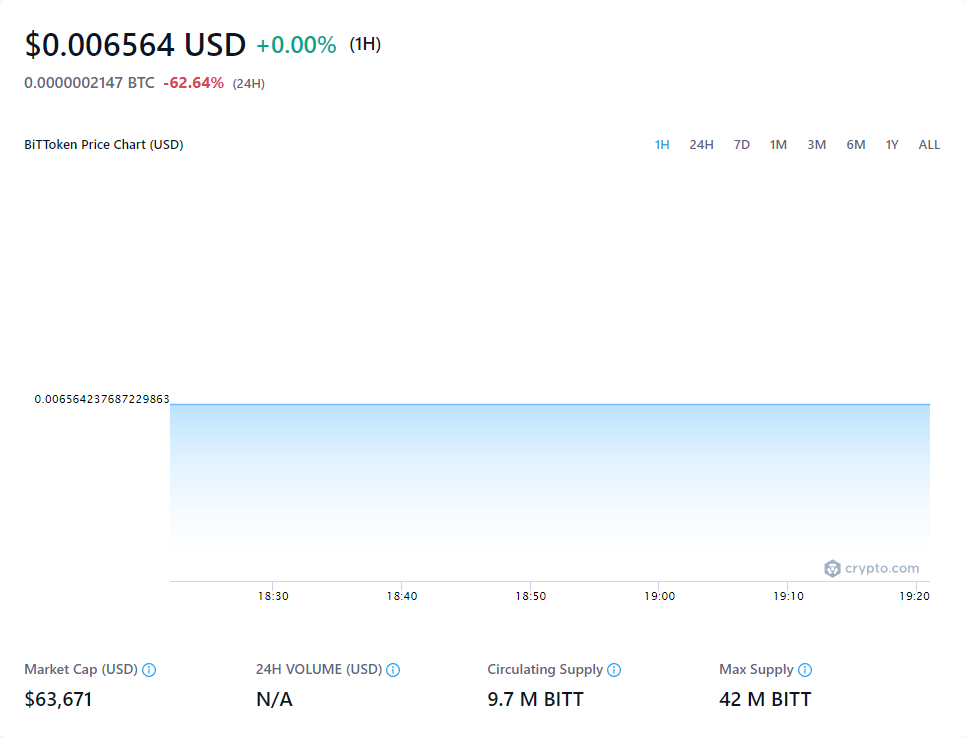 $0.006564 USD +0.00% (1H)
0.0000002147 BTC -62.64% (24H)
BiTToken Price Chart (USD) 1H 24H 7D 1M 3M 6M 1Y ALL
0.006564237687229863
crypto.com
18:30 18:40 18:50 19:00 19:10 19:20
Market Cap (USD) 24H VOLUME (USD) Circulating Supply Max Supply
$63,671 N/A 9.7 M BITT 42 M BITT